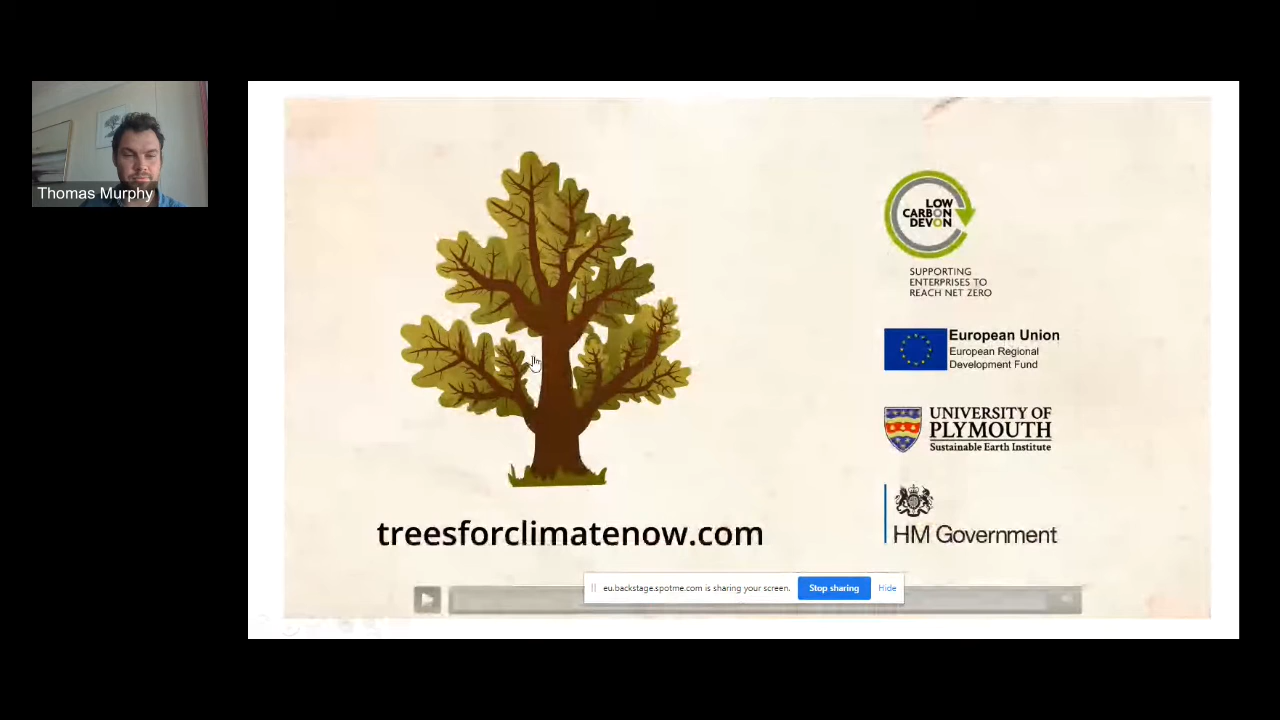 Thomas Murphy
LOW
CARBON
DEVON
SUPPORTING
ENTERPRISES TO
REACH NET ZERO
European Union
European Regional
Development Fund
UNIVERSITY OF
PLYMOUTH
Sustainable Earth Institute
HM Government
treesforclimatenow.com
eu.backstage.spotme.com is sharing your screen.
Stop sharing
Hide